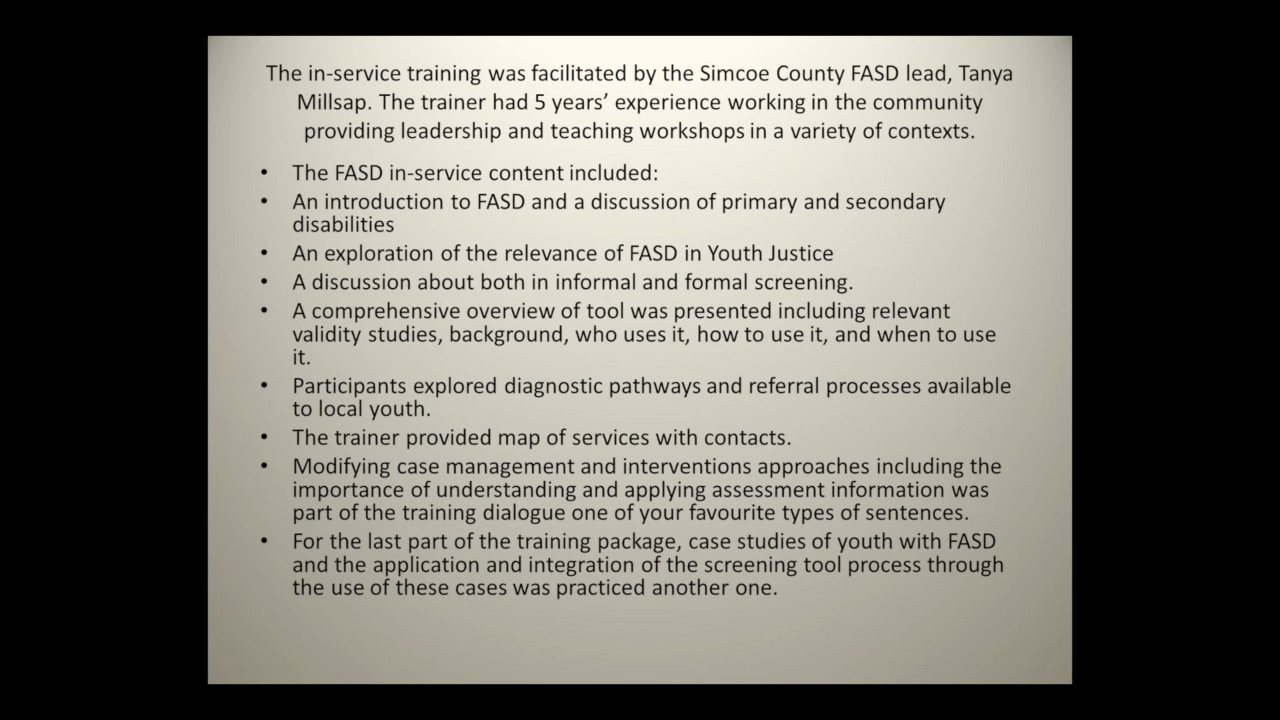 The in-service training was facilitated by the Simcoe County FASD lead, Tanya
Millsap. The trainer had 5 years’ experience working in the community
providing leadership and teaching workshops in a variety of contexts.
• The FASD in-service content included:
• An introduction to FASD and a discussion of primary and secondary
disabilities
• An exploration of the relevance of FASD in Youth Justice
• A discussion about both in informal and formal screening.
• A comprehensive overview of tool was presented including relevant
validity studies, background, who uses it, how to use it, and when to use
it.
• Participants explored diagnostic pathways and referral processes available
to local youth.
• The trainer provided map of services with contacts.
• Modifying case management and interventions approaches including the
importance of understanding and applying assessment information was
part of the training dialogue one of your favourite types of sentences.
• For the last part of the training package, case studies of youth with FASD
and the application and integration of the screening tool process through
the use of these cases was practiced another one.